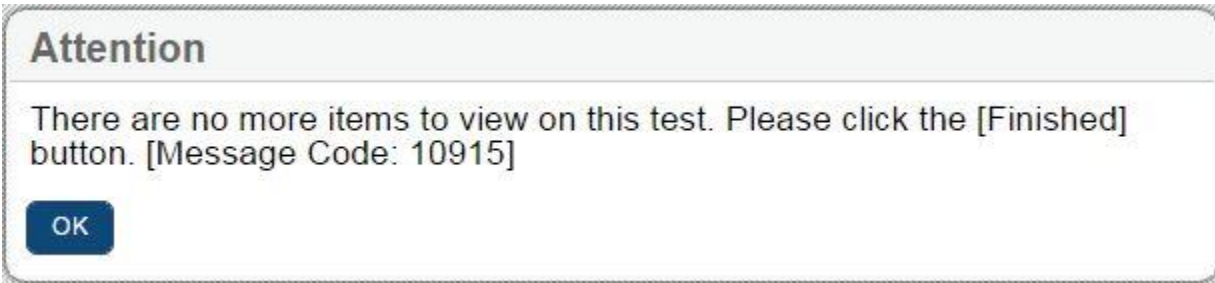 Attention
There are no more items to view on this test. Please click the [Finished]
button. [Message Code: 10915]
OK